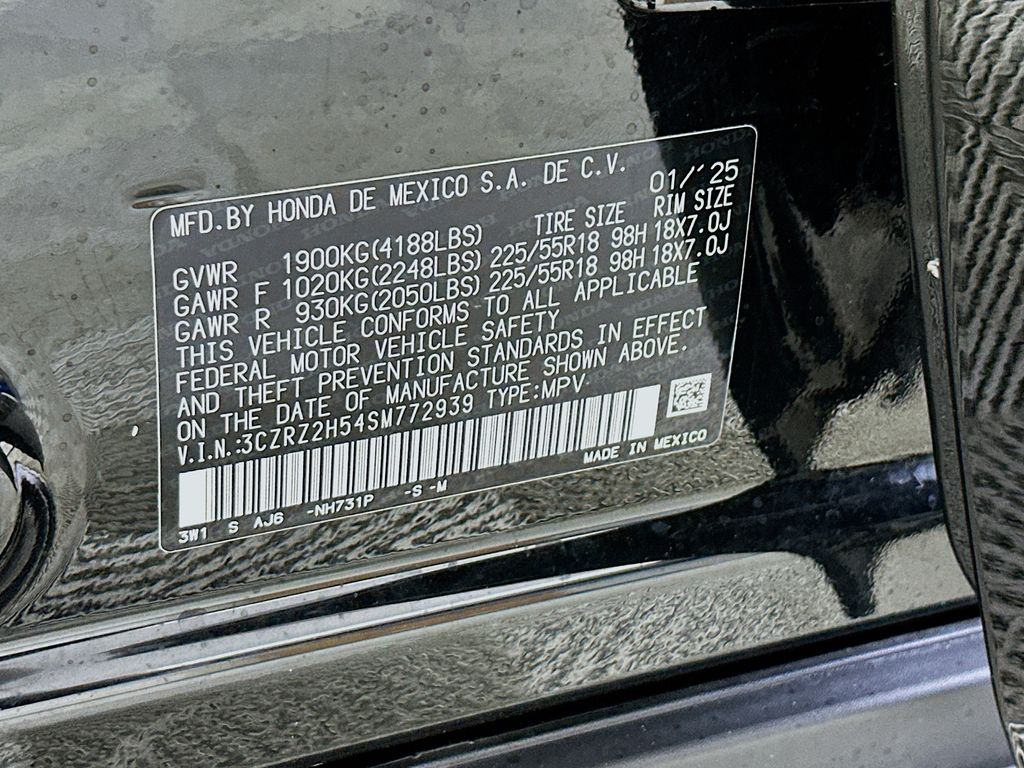 MFD.BY HONDA DE MEXICO S.A. DE C.V. 01/'25
TIRE SIZE RIM SIZE
GVWR 1900KG(4188LBS)
GAWR F 1020KG(2248LBS) 225/55R18 98H 18X7.0J
GAWR R 930KG(2050LBS) 225/55R18 98H 18X7.0J
THIS VEHICLE CONFORMS TO ALL APPLICABLE
FEDERAL MOTOR VEHICLE SAFETY
AND THEFT PREVENTION STANDARDS IN EFFECT
ON THE DATE OF MANUFACTURE SHOWN ABOVE.
V.I.N.:3CZRZ2H54SM772939 TYPE:MPV
MADE IN MEXICO
3W1 S AJ6 -NH731P -S -M